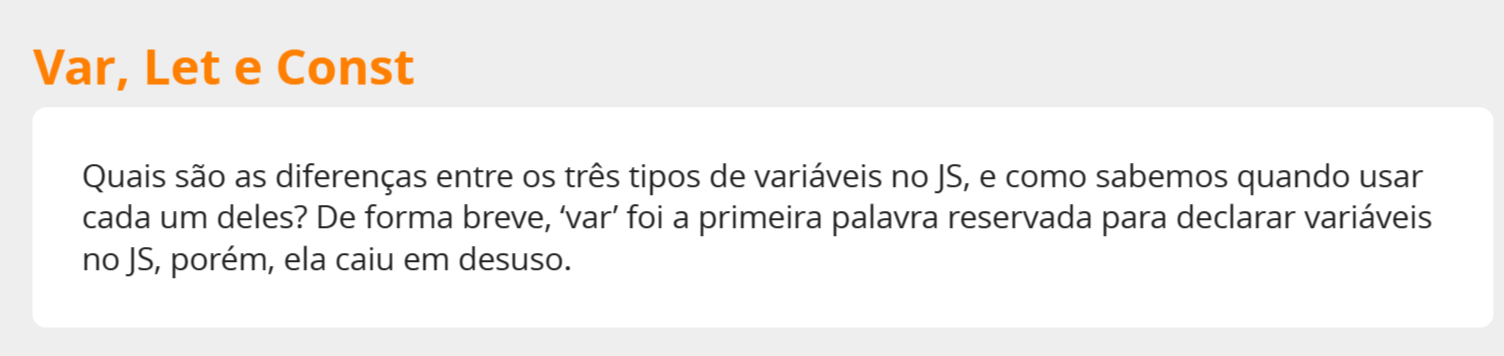 Var, Let e Const
Quais são as diferenças entre os três tipos de variáveis no JS, e como sabemos quando usar
cada um deles? De forma breve, ‘var’ foi a primeira palavra reservada para declarar variáveis
no JS, porém, ela caiu em desuso.